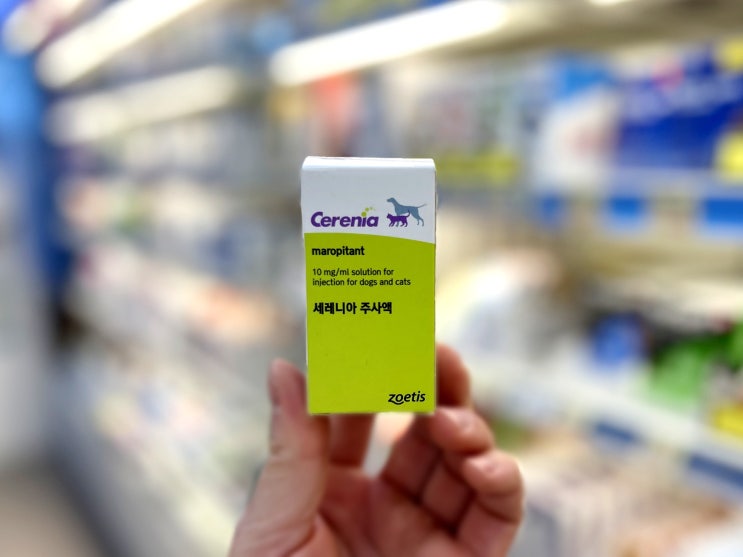 Cerenia
maropitant
10 mg/ml solution for
injection for dogs and cats
세레니아 주사액
zoetis